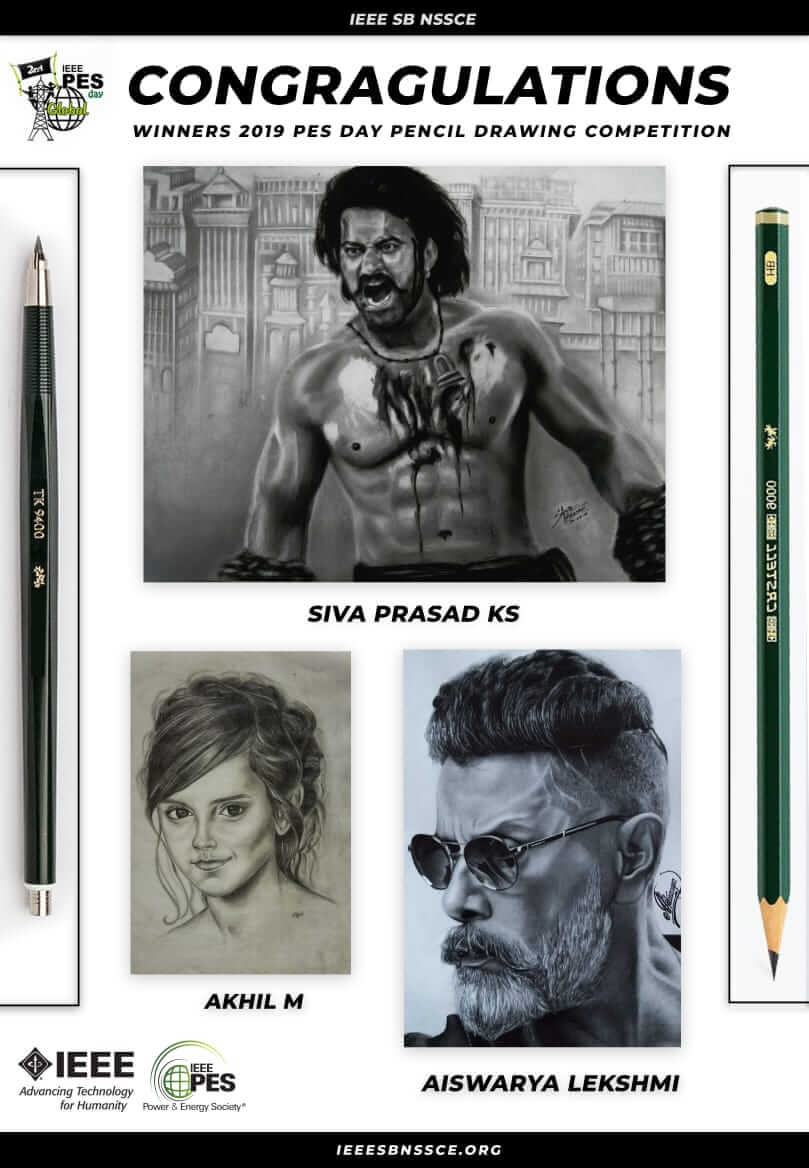 IEEE SB NSSCE
2nd
IEEE
PES
day
Global
CONGRAGULATIONS
WINNERS 2019 PES DAY PENCIL DRAWING COMPETITION
TK 9400
HB
CASTELL 9000
SIVA PRASAD KS
AKHIL M
AISWARYA LEKSHMI
IEEE
Advancing Technology
for Humanity
IEEE
PES
Power & Energy Society®
IEEESBNSSCE.ORG